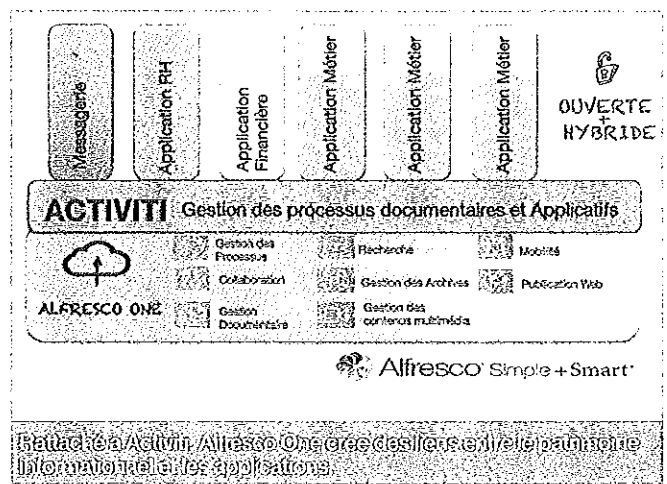 Messagerie
Application RH
Application
Financière
Application Métier
Application Métier
Application Métier
OUVERTE
+
HYBRIDE
ACTIVITI Gestion des processus documentaires et Applicatifs
ALFRESCO ONE
Gestion des
Processus
Collaboration
Gestion
Documentaire
Recherche
Gestion des Archives
Gestion des
contenus multimédia
Mobilité
Publication Web
Alfresco Simple + Smart
Rattaché à Activiti, Alfresco One crée des liens entre le patrimoine
informationnel et les applications